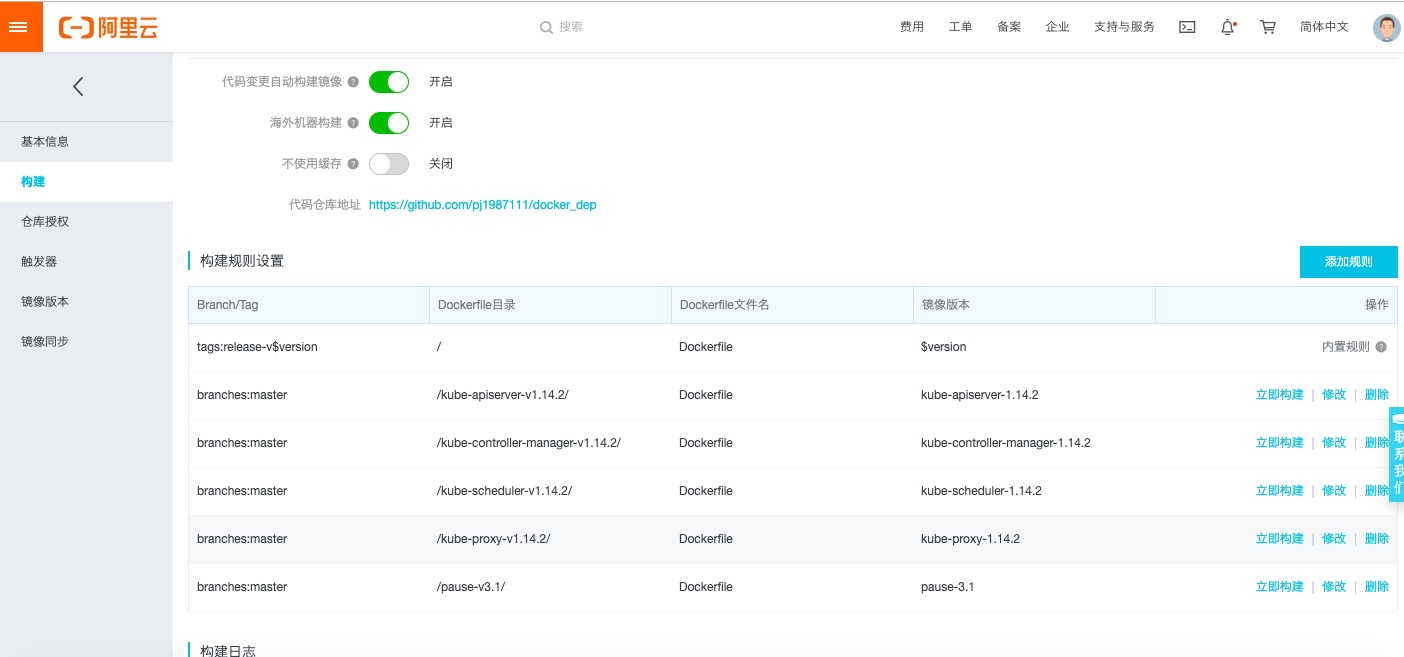 阿里云
搜索
费用 工单 备案 企业 支持与服务 简体中文
基本信息
构建
仓库授权
触发器
镜像版本
镜像同步
代码变更自动构建镜像 ? 开启
海外机器构建 ? 开启
不使用缓存 ? 关闭
代码仓库地址 https://github.com/pj1987111/docker_dep
构建规则设置 添加规则
Branch/Tag Dockerfile目录 Dockerfile文件名 镜像版本 操作
tags:release-v$version / Dockerfile $version 内置规则 ?
branches:master /kube-apiserver-v1.14.2/ Dockerfile kube-apiserver-1.14.2 立即构建 | 修改 | 删除
branches:master /kube-controller-manager-v1.14.2/ Dockerfile kube-controller-manager-1.14.2 立即构建 | 修改 | 删除
branches:master /kube-scheduler-v1.14.2/ Dockerfile kube-scheduler-1.14.2 立即构建 | 修改 | 删除
branches:master /kube-proxy-v1.14.2/ Dockerfile kube-proxy-1.14.2 立即构建 | 修改 | 删除
branches:master /pause-v3.1/ Dockerfile pause-3.1 立即构建 | 修改 | 删除
联系我们
构建日志